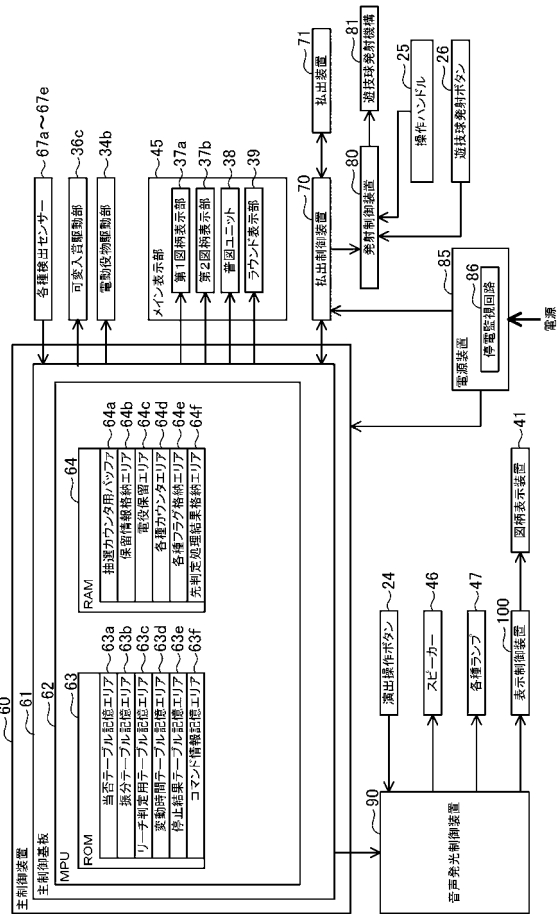 主制御装置
60
主制御基板
61
MPU
62
ROM
63
当否テーブル記憶エリア
63a
振分テーブル記憶エリア
63b
リーチ判定用テーブル記憶エリア
63c
変動時間テーブル記憶エリア
63d
停止結果テーブル記憶エリア
63e
コマンド情報記憶エリア
63f
RAM
64
抽選カウンタ用バッファ
64a
保留情報格納エリア
64b
電役保留エリア
64c
各種カウンタエリア
64d
各種フラグ格納エリア
64e
先判定処理結果格納エリア
64f
各種検出センサー
67a～67e
可変入賞駆動部
36c
電動役物駆動部
34b
メイン表示部
45
第1図柄表示部
37a
第2図柄表示部
37b
普図ユニット
38
ラウンド表示部
39
払出制御装置
70
払出装置
71
発射制御装置
80
遊技球発射機構
81
操作ハンドル
25
遊技球発射ボタン
26
電源装置
85
停電監視回路
86
電源
音声発光制御装置
90
演出操作ボタン
24
スピーカー
46
各種ランプ
47
表示制御装置
100
図柄表示装置
41